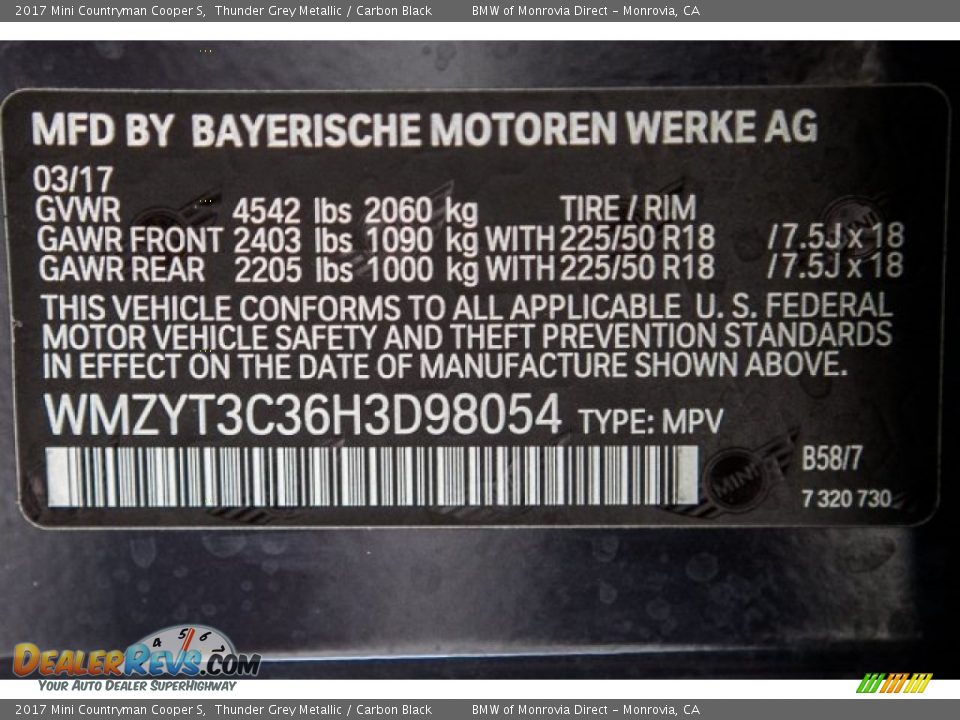 2017 Mini Countryman Cooper S, Thunder Grey Metallic / Carbon Black BMW of Monrovia Direct - Monrovia, CA
MFD BY BAYERISCHE MOTOREN WERKE AG
03/17
GVWR 4542 lbs 2060 kg TIRE / RIM
GAWR FRONT 2403 lbs 1090 kg WITH 225/50 R18 /7.5J x 18
GAWR REAR 2205 lbs 1000 kg WITH 225/50 R18 /7.5J x 18
THIS VEHICLE CONFORMS TO ALL APPLICABLE U. S. FEDERAL
MOTOR VEHICLE SAFETY AND THEFT PREVENTION STANDARDS
IN EFFECT ON THE DATE OF MANUFACTURE SHOWN ABOVE.
WMZYT3C36H3D98054 TYPE: MPV
B58/7
MINI
7 320 730
4 5 6 7
DEALERREVS.COM
YOUR AUTO DEALER SUPERHIGHWAY
2017 Mini Countryman Cooper S, Thunder Grey Metallic / Carbon Black BMW of Monrovia Direct - Monrovia, CA